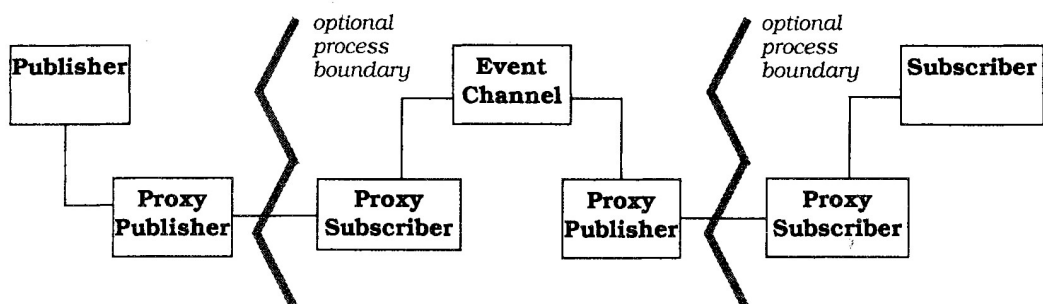 Publisher
optional
process
boundary
Event
Channel
optional
process
boundary
Subscriber
Proxy
Publisher
Proxy
Subscriber
Proxy
Publisher
Proxy
Subscriber